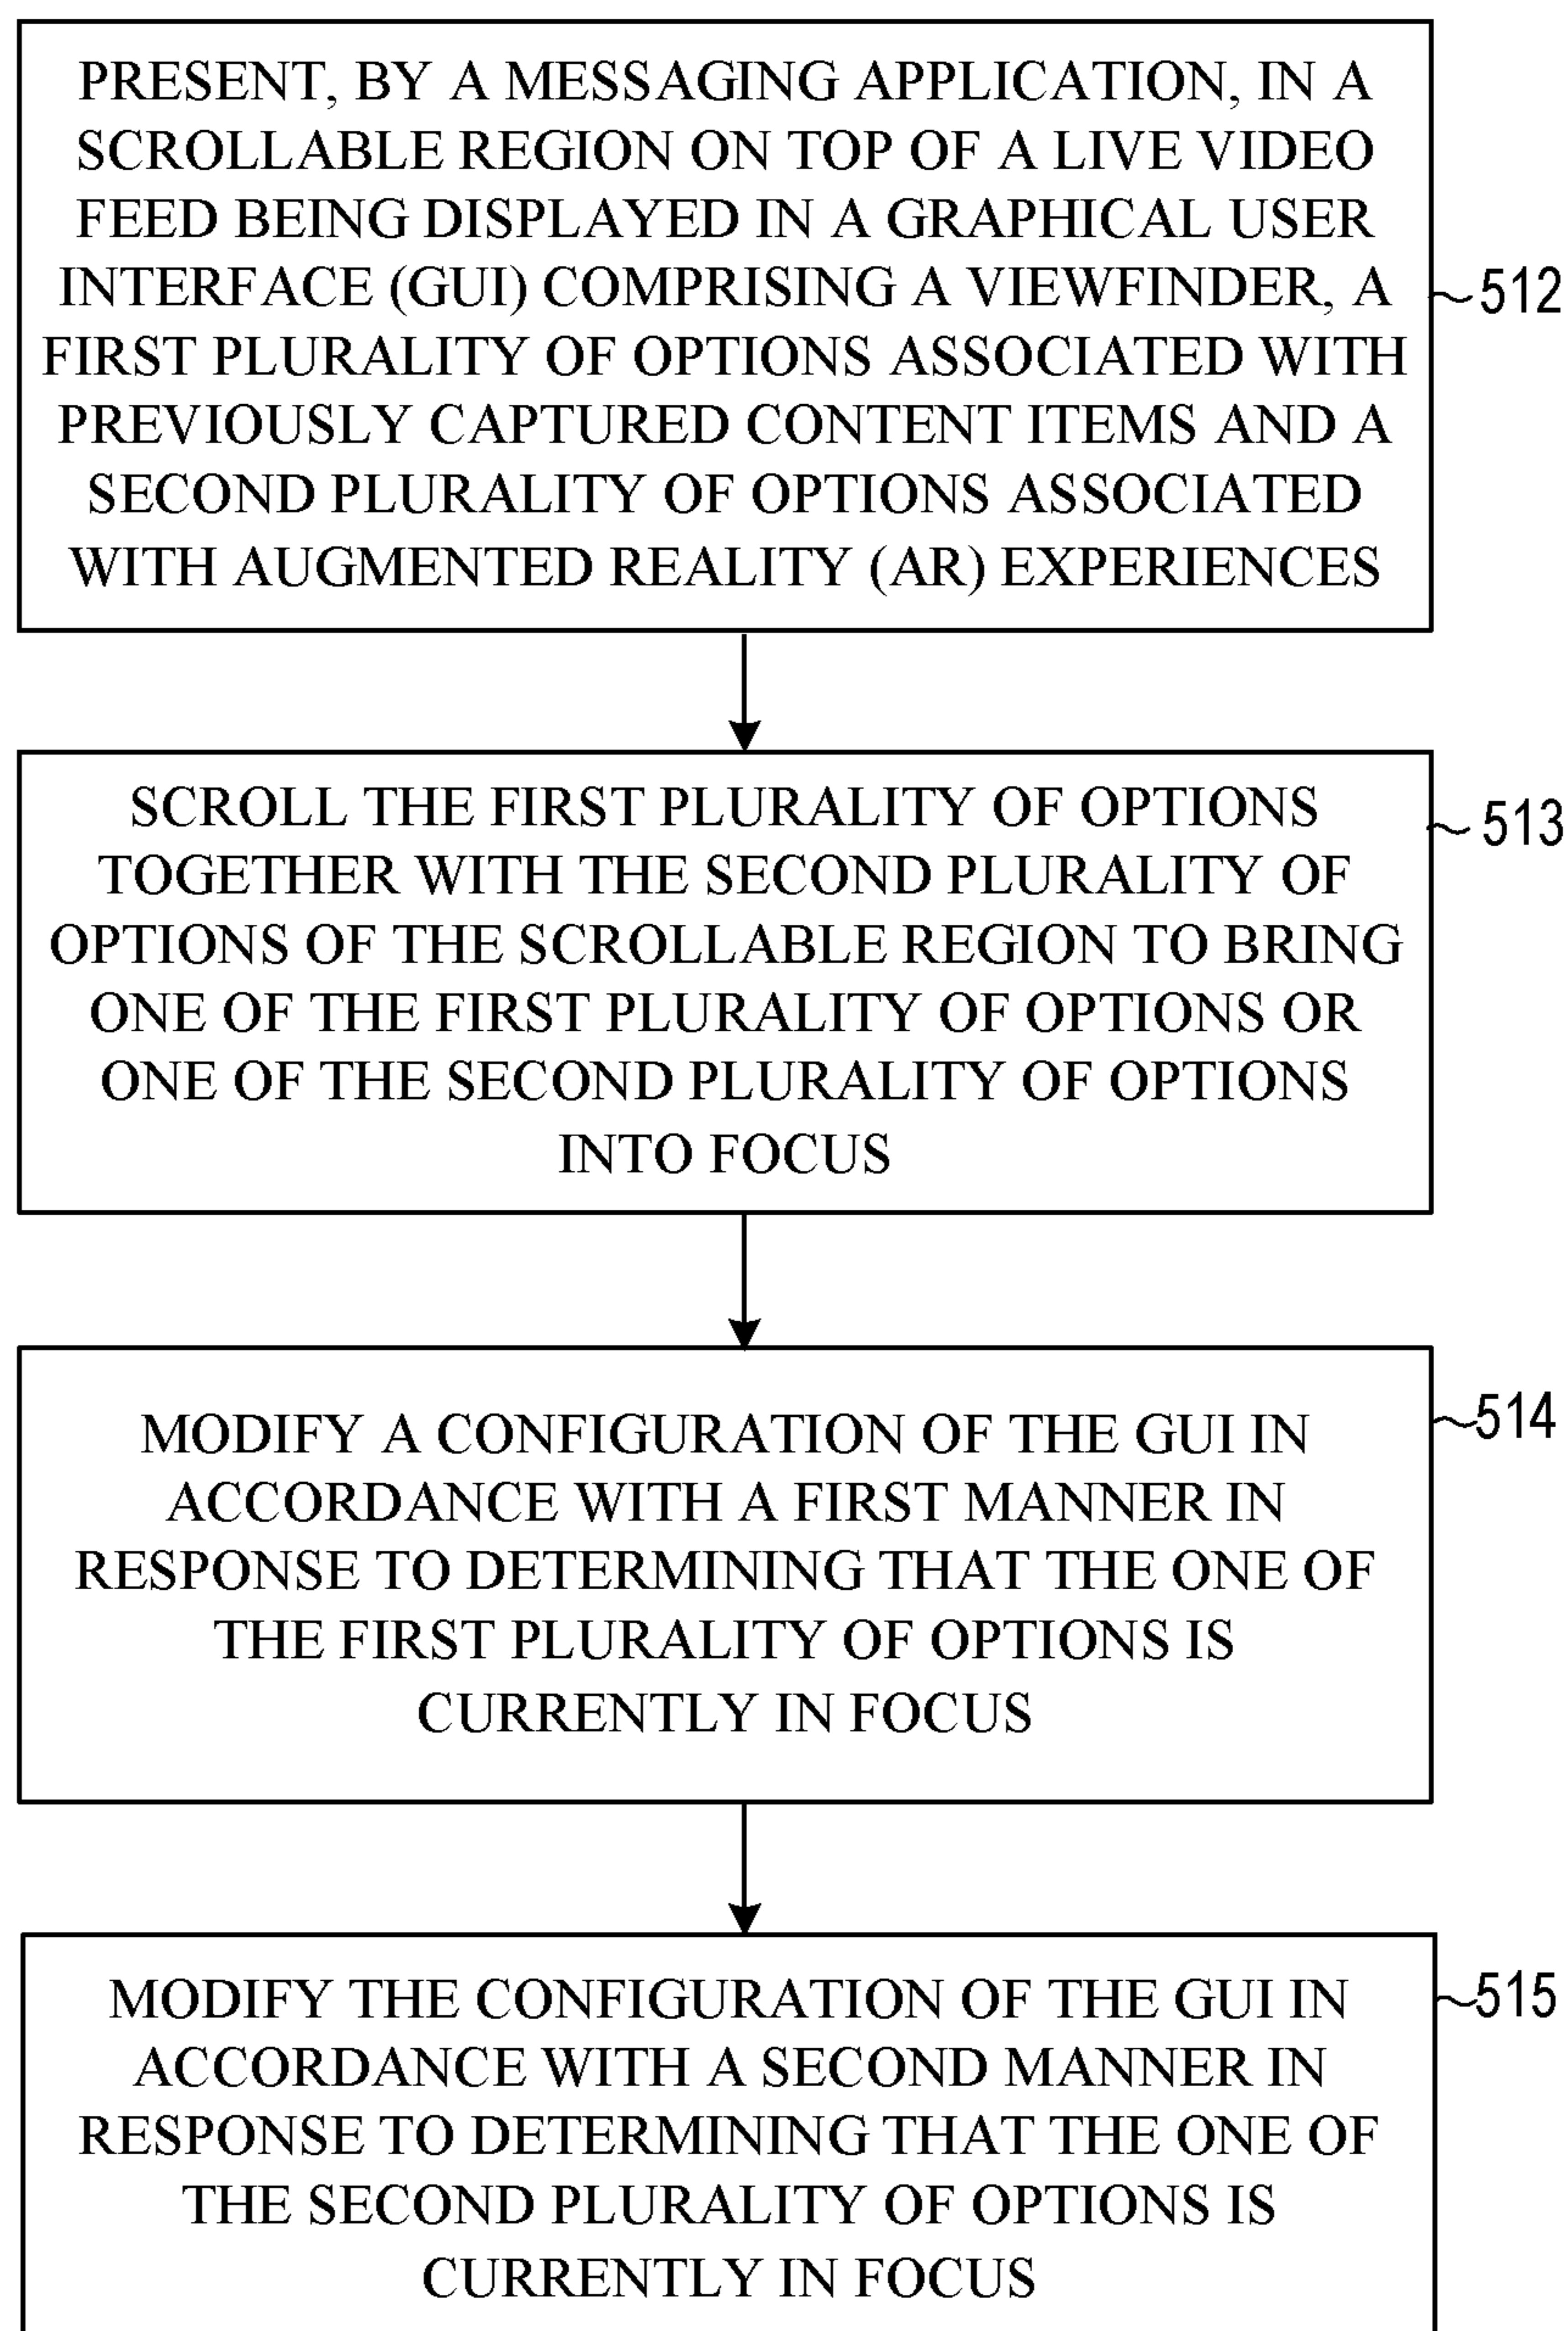 PRESENT, BY A MESSAGING APPLICATION, IN A
SCROLLABLE REGION ON TOP OF A LIVE VIDEO
FEED BEING DISPLAYED IN A GRAPHICAL USER
INTERFACE (GUI) COMPRISING A VIEWFINDER, A
FIRST PLURALITY OF OPTIONS ASSOCIATED WITH
PREVIOUSLY CAPTURED CONTENT ITEMS AND A
SECOND PLURALITY OF OPTIONS ASSOCIATED
WITH AUGMENTED REALITY (AR) EXPERIENCES
512
SCROLL THE FIRST PLURALITY OF OPTIONS
TOGETHER WITH THE SECOND PLURALITY OF
OPTIONS OF THE SCROLLABLE REGION TO BRING
ONE OF THE FIRST PLURALITY OF OPTIONS OR
ONE OF THE SECOND PLURALITY OF OPTIONS
INTO FOCUS
513
MODIFY A CONFIGURATION OF THE GUI IN
ACCORDANCE WITH A FIRST MANNER IN
RESPONSE TO DETERMINING THAT THE ONE OF
THE FIRST PLURALITY OF OPTIONS IS
CURRENTLY IN FOCUS
514
MODIFY THE CONFIGURATION OF THE GUI IN
ACCORDANCE WITH A SECOND MANNER IN
RESPONSE TO DETERMINING THAT THE ONE OF
THE SECOND PLURALITY OF OPTIONS IS
CURRENTLY IN FOCUS
515